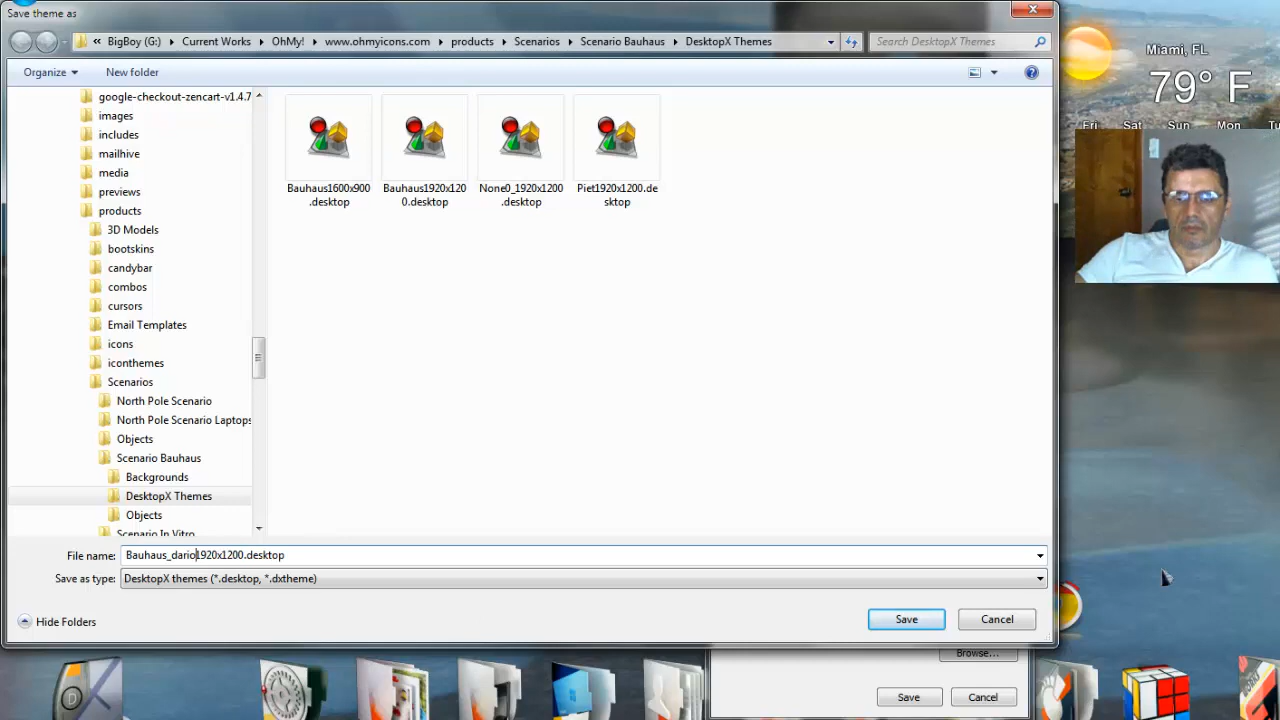 Save theme as
« BigBoy (G:) ▸ Current Works ▸ OhMy! ▸ www.ohmyicons.com ▸ products ▸ Scenarios ▸ Scenario Bauhaus ▸ DesktopX Themes
Search DesktopX Themes
Organize
New folder
google-checkout-zencart-v1.4.7
images
includes
mailhive
media
previews
products
3D Models
bootskins
candybar
combos
cursors
Email Templates
icons
iconthemes
Scenarios
North Pole Scenario
North Pole Scenario Laptops
Objects
Scenario Bauhaus
Backgrounds
DesktopX Themes
Objects
Scenario In Vitro
Bauhaus1600x900
.desktop
Bauhaus1920x120
0.desktop
None0_1920x1200
.desktop
Piet1920x1200.de
sktop
File name: Bauhaus_dario1920x1200.desktop
Save as type: DesktopX themes (*.desktop, *.dxtheme)
Hide Folders
Save
Cancel
Browse...
Save
Cancel
Miami, FL
79° F
Fri Sat Sun Mon Tu
D